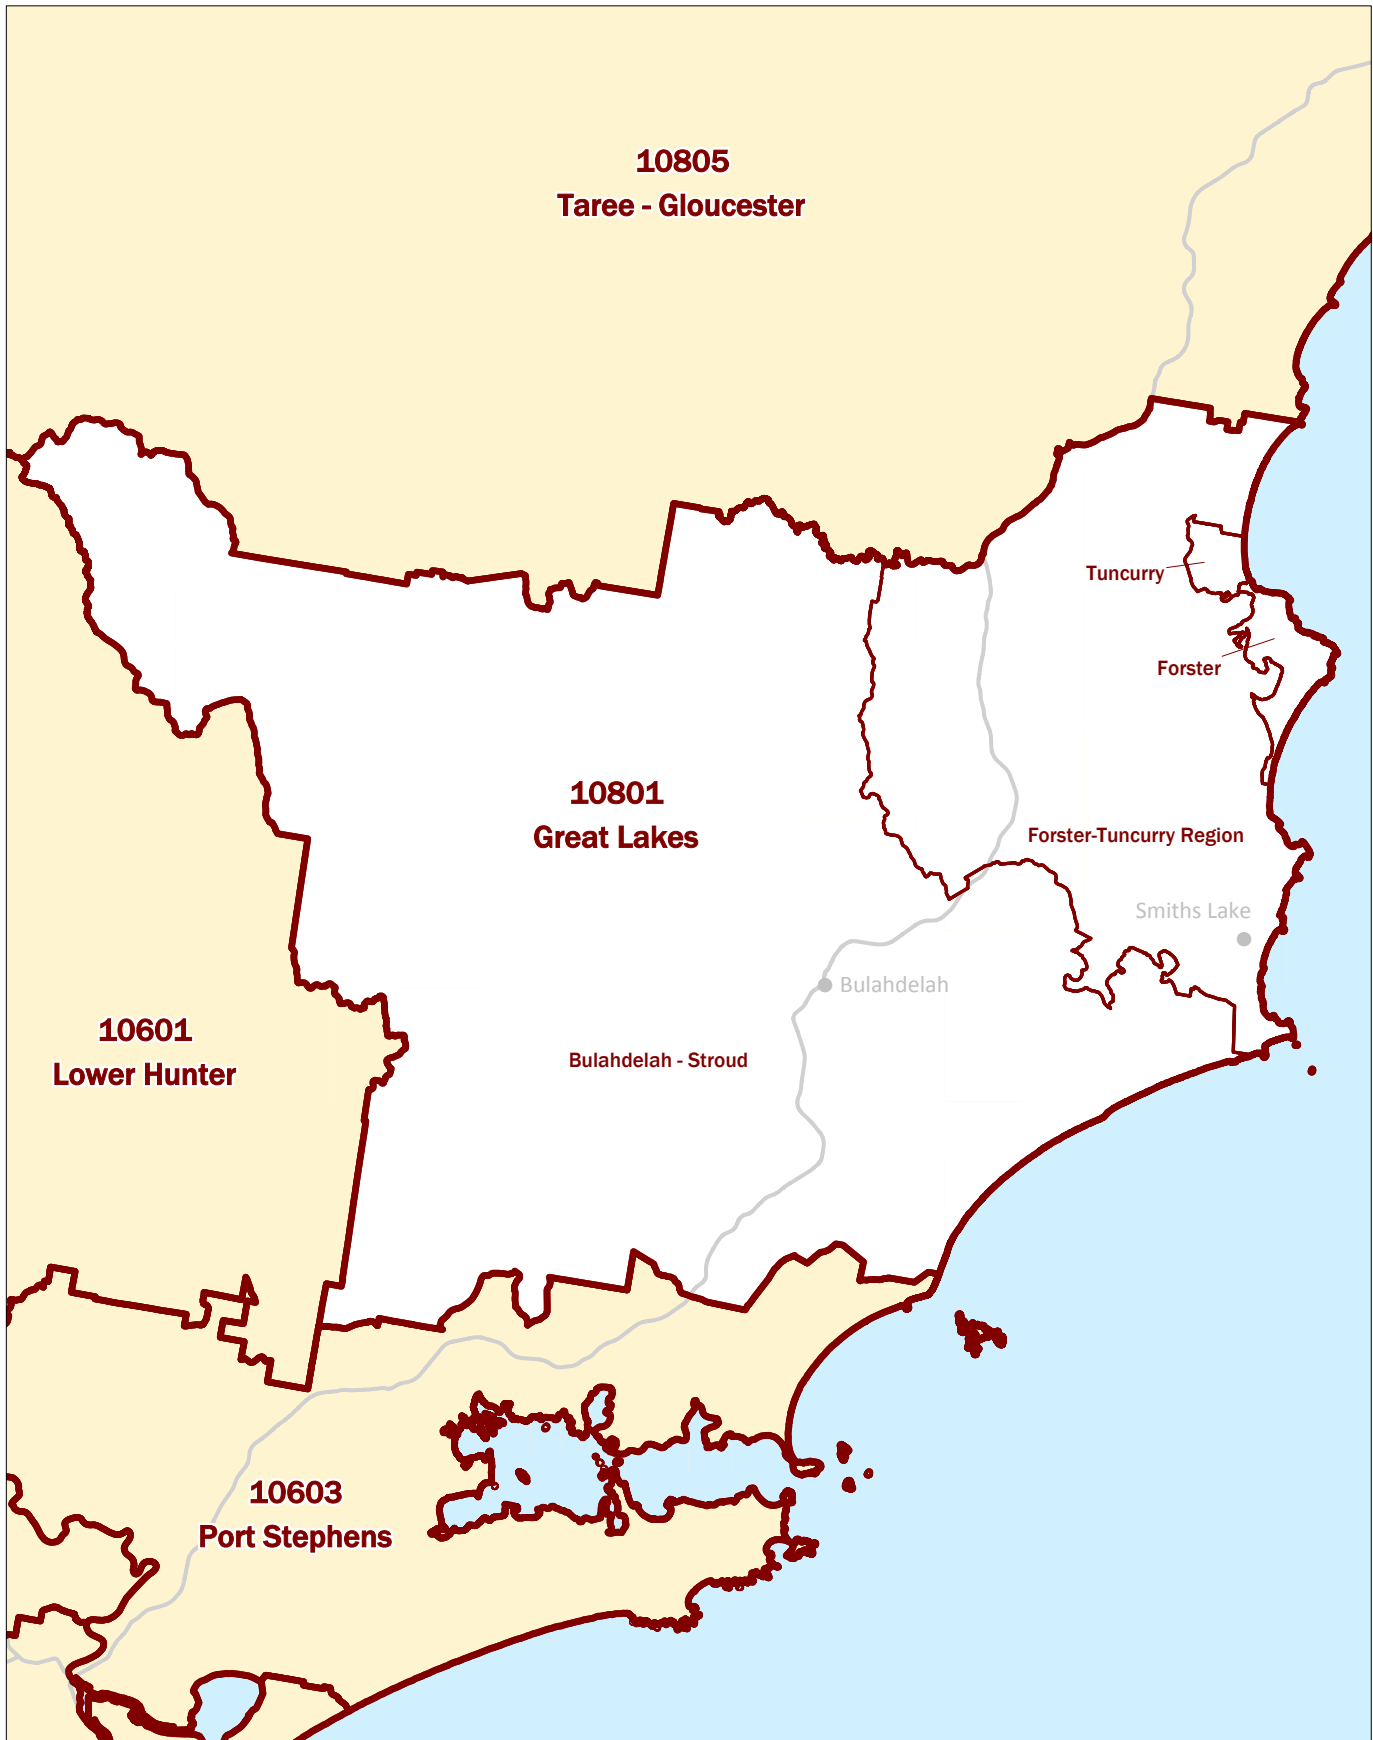 10805
Taree - Gloucester
Tuncurry
Forster
10801
Great Lakes
Forster-Tuncurry Region
Smiths Lake
Bulahdelah
10601
Lower Hunter
Bulahdelah - Stroud
10603
Port Stephens